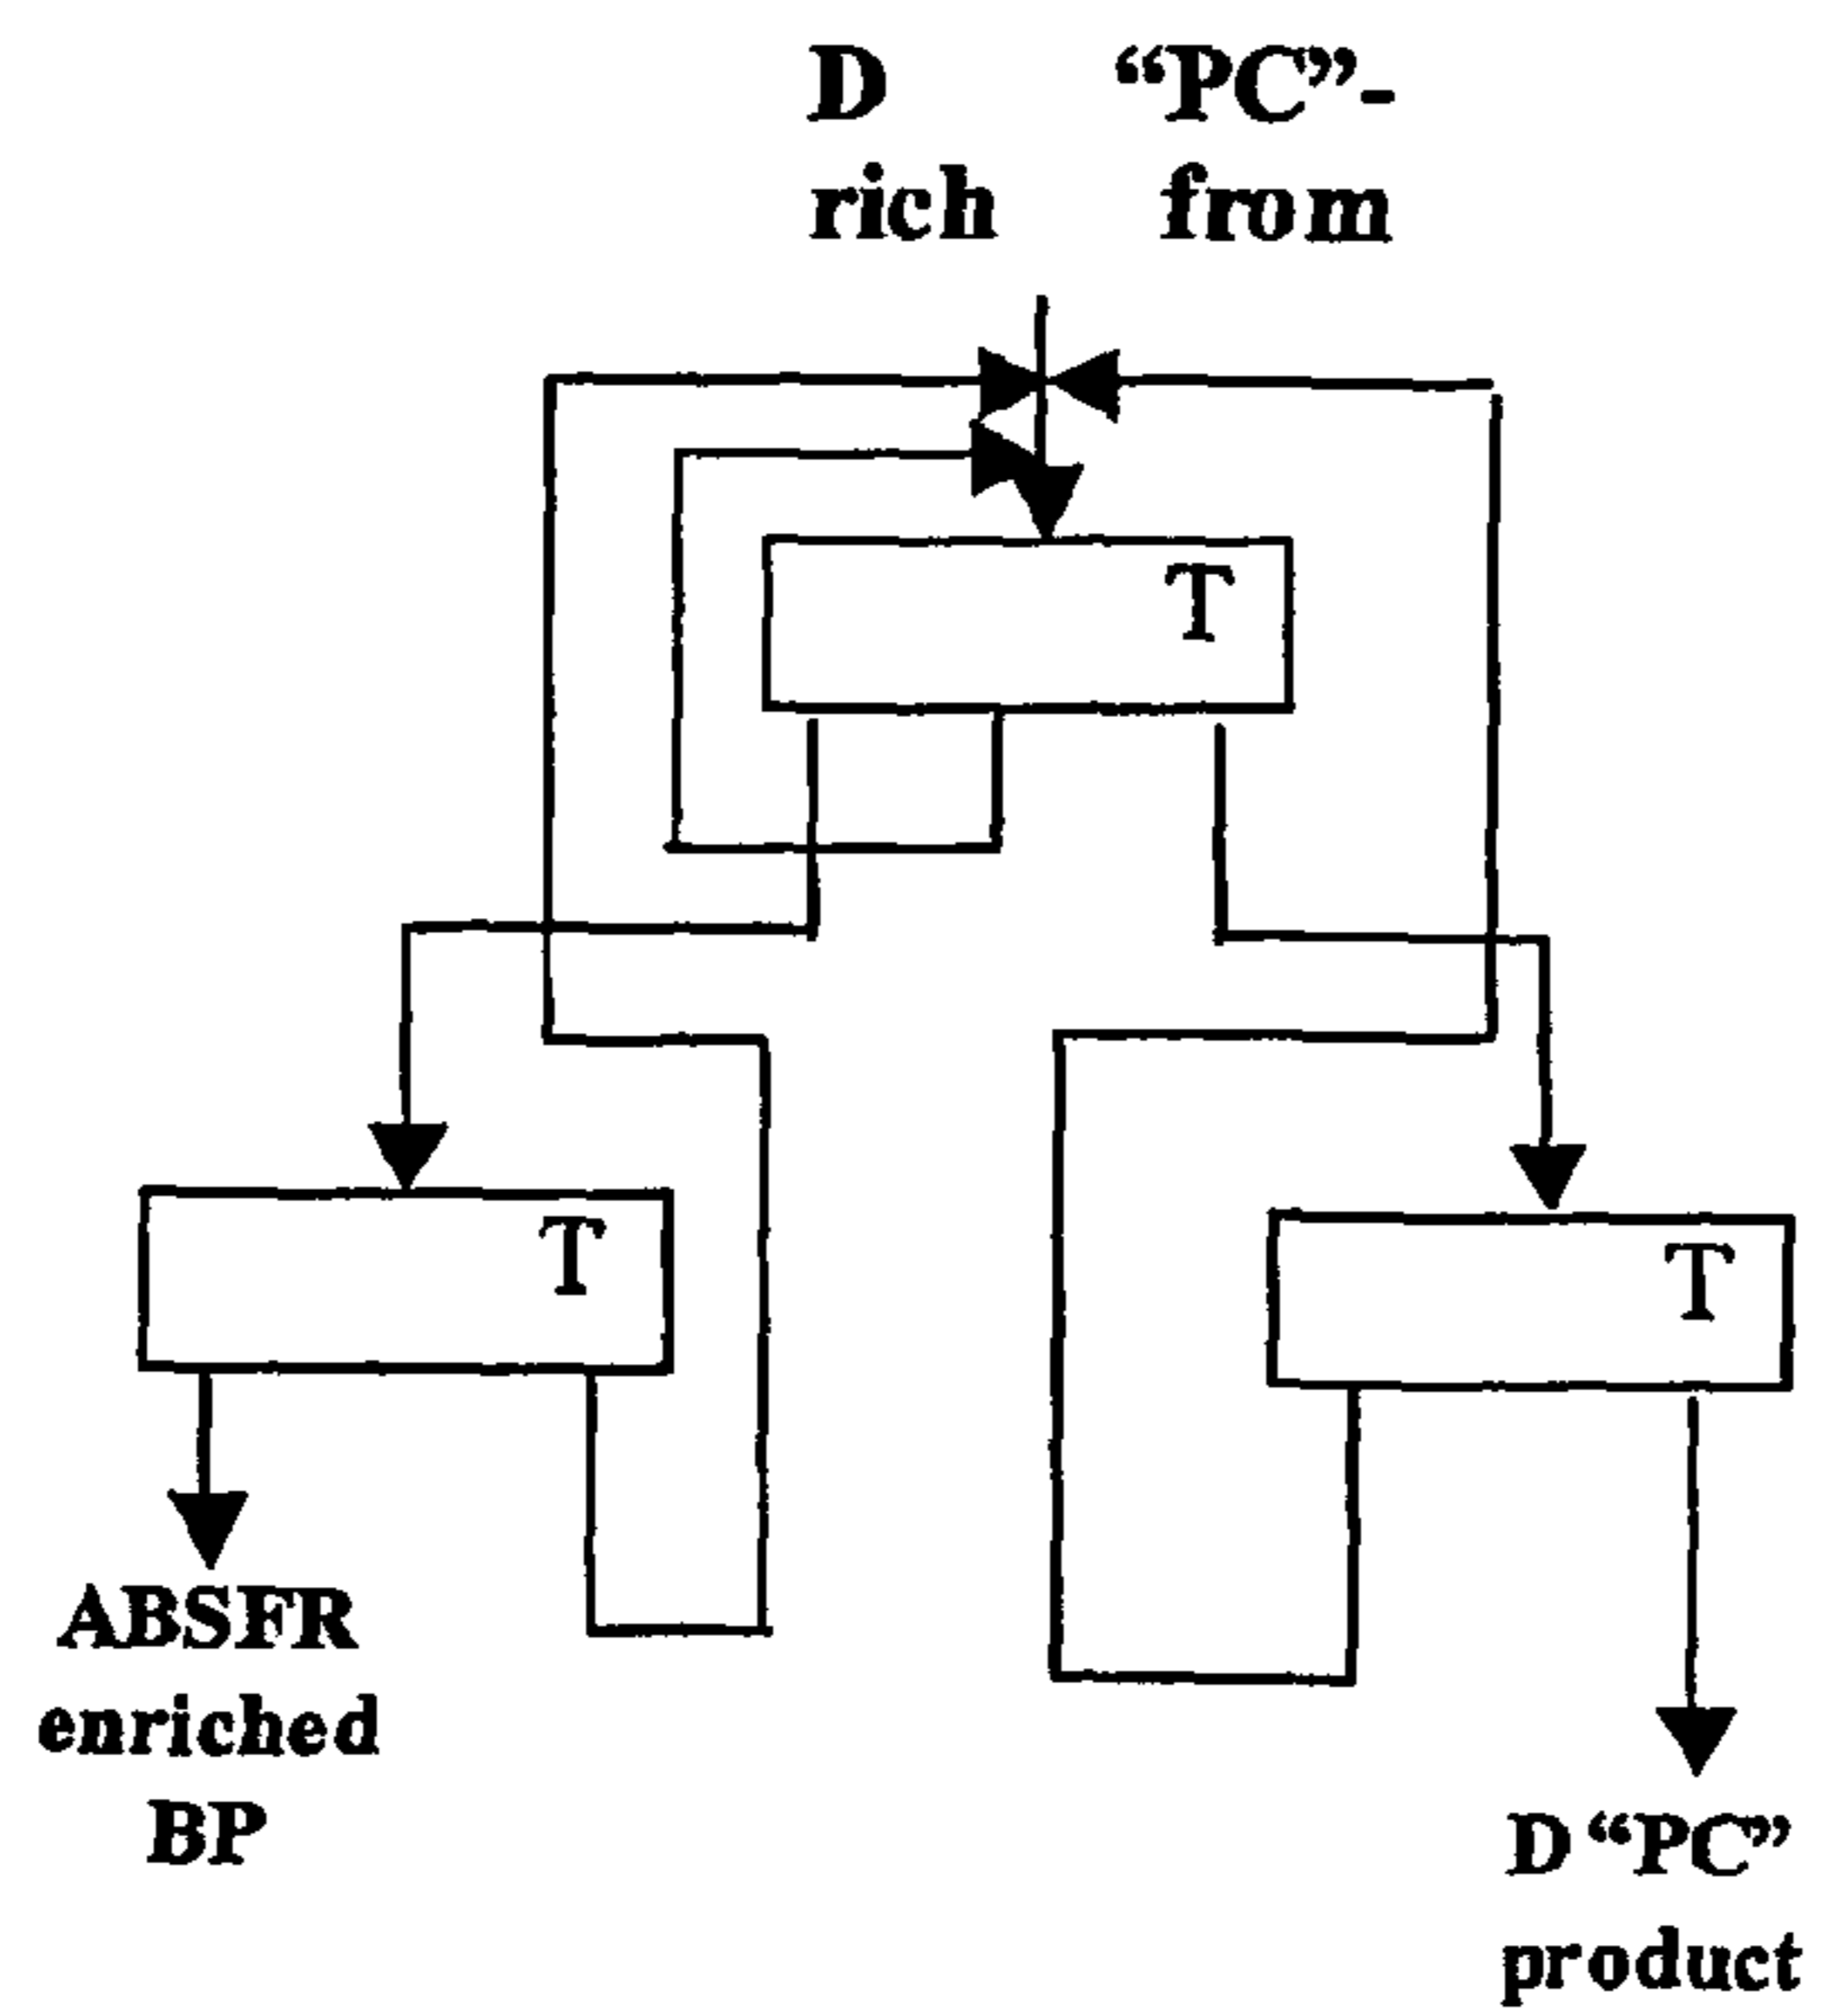 D “PC”-
rich from
T
T
T
ABSFR
enriched
BP
D “PC”
product